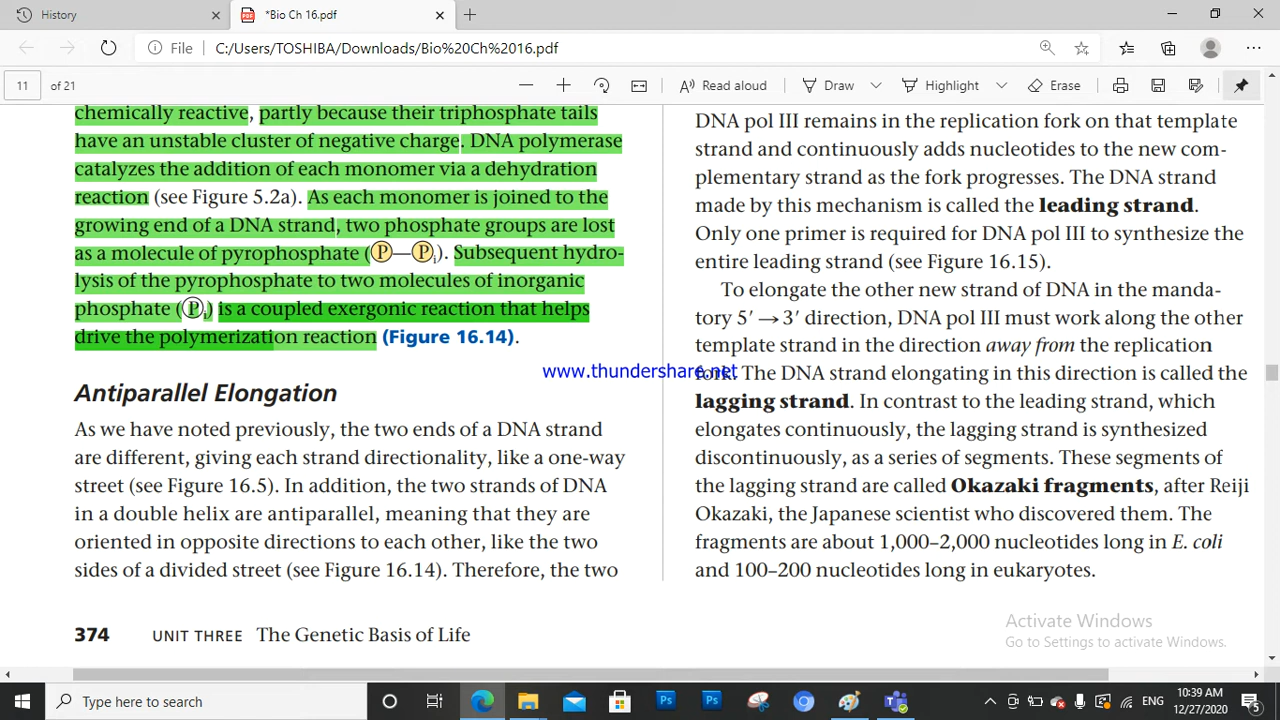 History
*Bio Ch 16.pdf
File
C:/Users/TOSHIBA/Downloads/Bio%20Ch%2016.pdf
11 of 21
Read aloud
Draw
Highlight
Erase
chemically reactive, partly because their triphosphate tails
have an unstable cluster of negative charge. DNA polymerase
catalyzes the addition of each monomer via a dehydration
reaction (see Figure 5.2a). As each monomer is joined to the
growing end of a DNA strand, two phosphate groups are lost
as a molecule of pyrophosphate (P—Pi). Subsequent hydro-
lysis of the pyrophosphate to two molecules of inorganic
phosphate (Pi) is a coupled exergonic reaction that helps
drive the polymerization reaction (Figure 16.14).
Antiparallel Elongation
As we have noted previously, the two ends of a DNA strand
are different, giving each strand directionality, like a one-way
street (see Figure 16.5). In addition, the two strands of DNA
in a double helix are antiparallel, meaning that they are
oriented in opposite directions to each other, like the two
sides of a divided street (see Figure 16.14). Therefore, the two
374 UNIT THREE The Genetic Basis of Life
DNA pol III remains in the replication fork on that template
strand and continuously adds nucleotides to the new com-
plementary strand as the fork progresses. The DNA strand
made by this mechanism is called the leading strand.
Only one primer is required for DNA pol III to synthesize the
entire leading strand (see Figure 16.15).
To elongate the other new strand of DNA in the manda-
tory 5′ → 3′ direction, DNA pol III must work along the other
template strand in the direction away from the replication
fork. The DNA strand elongating in this direction is called the
lagging strand. In contrast to the leading strand, which
elongates continuously, the lagging strand is synthesized
discontinuously, as a series of segments. These segments of
the lagging strand are called Okazaki fragments, after Reiji
Okazaki, the Japanese scientist who discovered them. The
fragments are about 1,000–2,000 nucleotides long in E. coli
and 100–200 nucleotides long in eukaryotes.
www.thundershare.net
Activate Windows
Go to Settings to activate Windows.
Type here to search
Ps
Ps
ENG
10:39 AM
12/27/2020
5